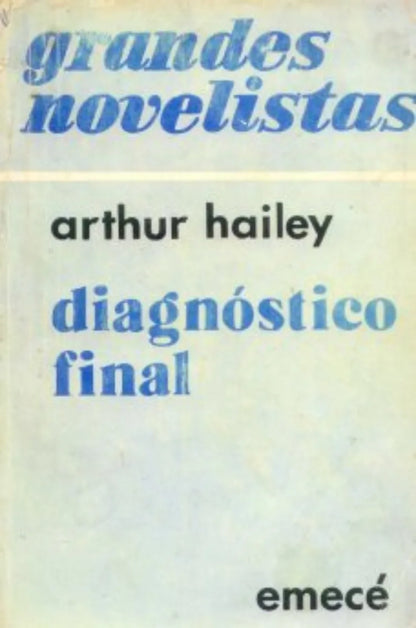 grandes
novelistas
arthur hailey
diagnóstico
final
emecé